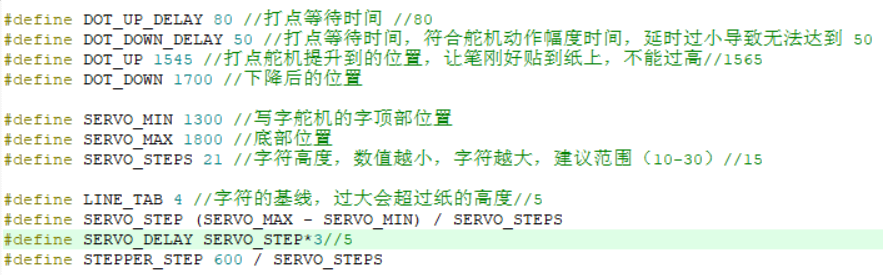 #define DOT_UP_DELAY 80 //打点等待时间 //80
#define DOT_DOWN_DELAY 50 //打点等待时间，符合舵机动作幅度时间，延时过小导致无法达到 50
#define DOT_UP 1545 //打点舵机提升到的位置，让笔刚好贴到纸上，不能过高//1565
#define DOT_DOWN 1700 //下降后的位置
#define SERVO_MIN 1300 //写字舵机的字顶部位置
#define SERVO_MAX 1800 //底部位置
#define SERVO_STEPS 21 //字符高度，数值越小，字符越大，建议范围（10-30）//15
#define LINE_TAB 4 //字符的基线，过大会超过纸的高度//5
#define SERVO_STEP (SERVO_MAX - SERVO_MIN) / SERVO_STEPS
#define SERVO_DELAY SERVO_STEP*3//5
#define STEPPER_STEP 600 / SERVO_STEPS